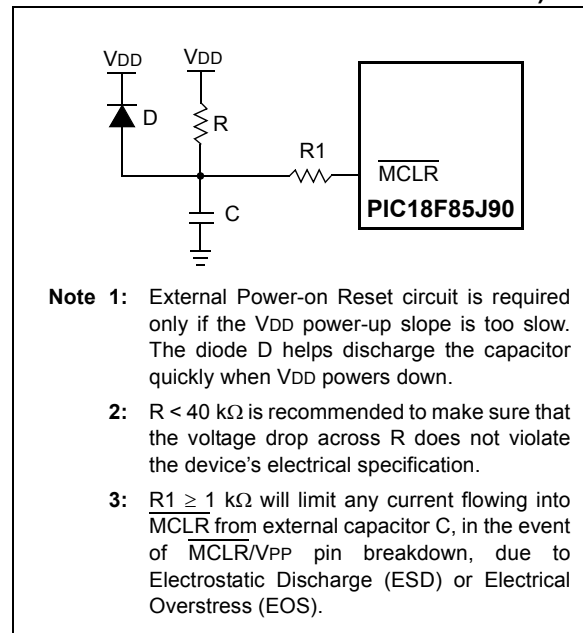 VDD
VDD
D
R
R1
C
MCLR
PIC18F85J90
Note 1: External Power-on Reset circuit is required
only if the VDD power-up slope is too slow.
The diode D helps discharge the capacitor
quickly when VDD powers down.
2: R < 40 kΩ is recommended to make sure that
the voltage drop across R does not violate
the device's electrical specification.
3: R1 ≥ 1 kΩ will limit any current flowing into
MCLR from external capacitor C, in the event
of MCLR/VPP pin breakdown, due to
Electrostatic Discharge (ESD) or Electrical
Overstress (EOS).